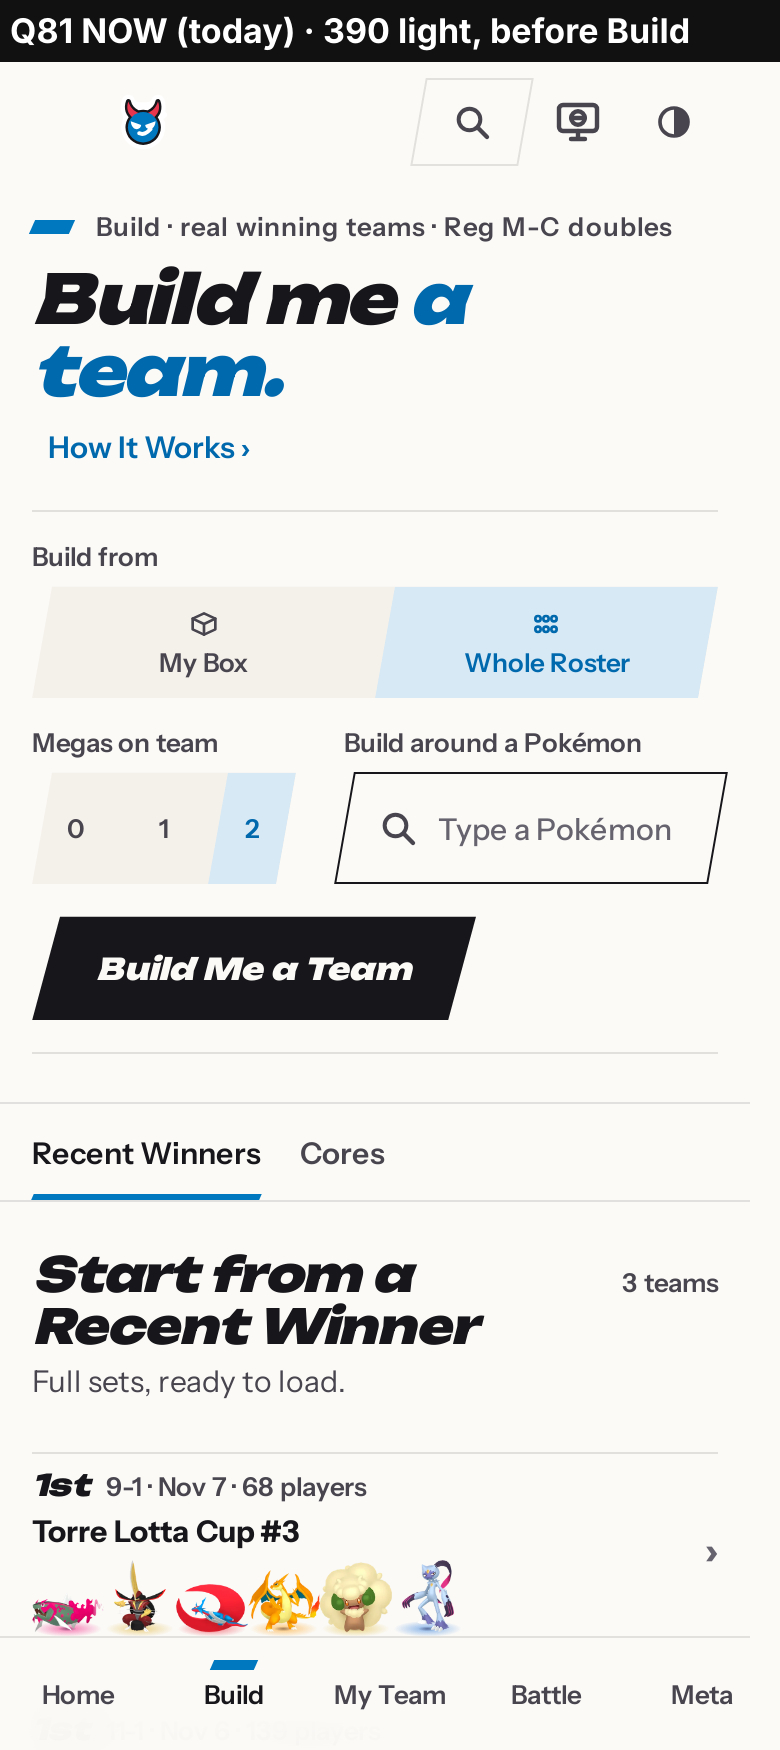 Q81 NOW (today) · 390 light, before Build
Build · real winning teams · Reg M-C doubles
Build me a
team.
How It Works ›
Build from
My Box
Whole Roster
Megas on team
Build around a Pokémon
0 1 2
Type a Pokémon
Build Me a Team
Recent Winners Cores
Start from a
Recent Winner
3 teams
Full sets, ready to load.
1st 9-1 · Nov 7 · 68 players
Torre Lotta Cup #3
›
Home Build My Team Battle Meta